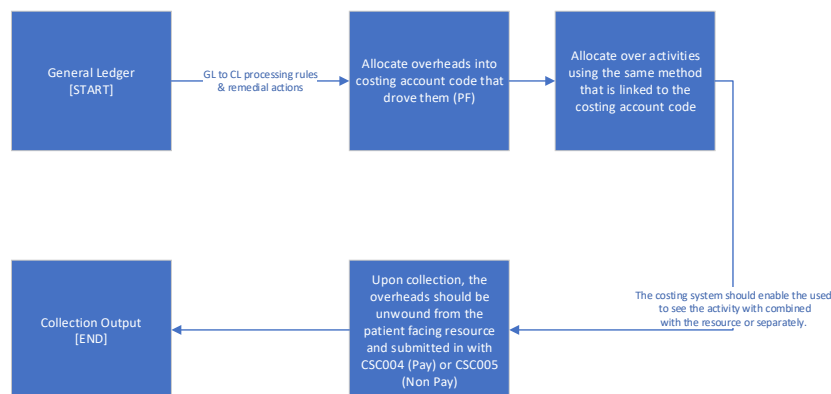 General Ledger
[START]
GL to CL processing rules
& remedial actions
Allocate overheads into
costing account code that
drove them (PF)
Allocate over activities
using the same method
that is linked to the
costing account code
The costing system should enable the used
to see the activity with combined
with the resource or separately.
Upon collection, the
overheads should be
unwound from the
patient facing resource
and submitted in with
CSC004 (Pay) or CSC005
(Non Pay)
Collection Output
[END]